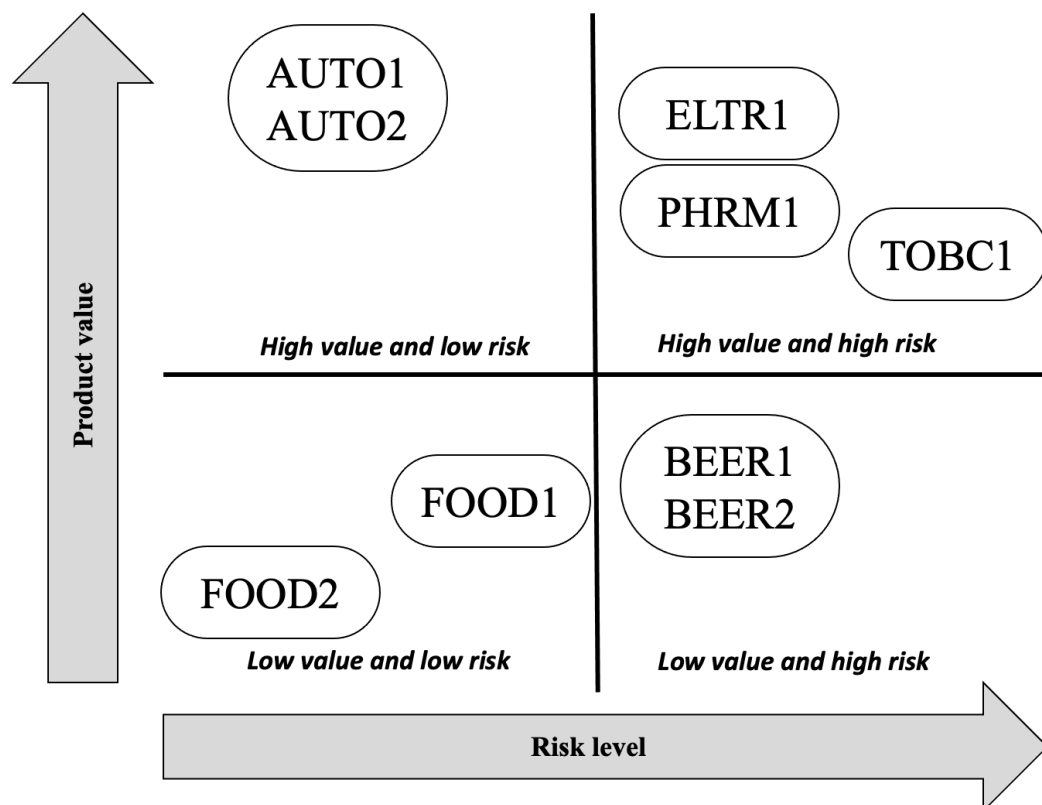 AUTO1
AUTO2
ELTR1
PHRM1
TOBC1
High value and low risk
High value and high risk
Product value
FOOD1
BEER1
BEER2
FOOD2
Low value and low risk
Low value and high risk
Risk level